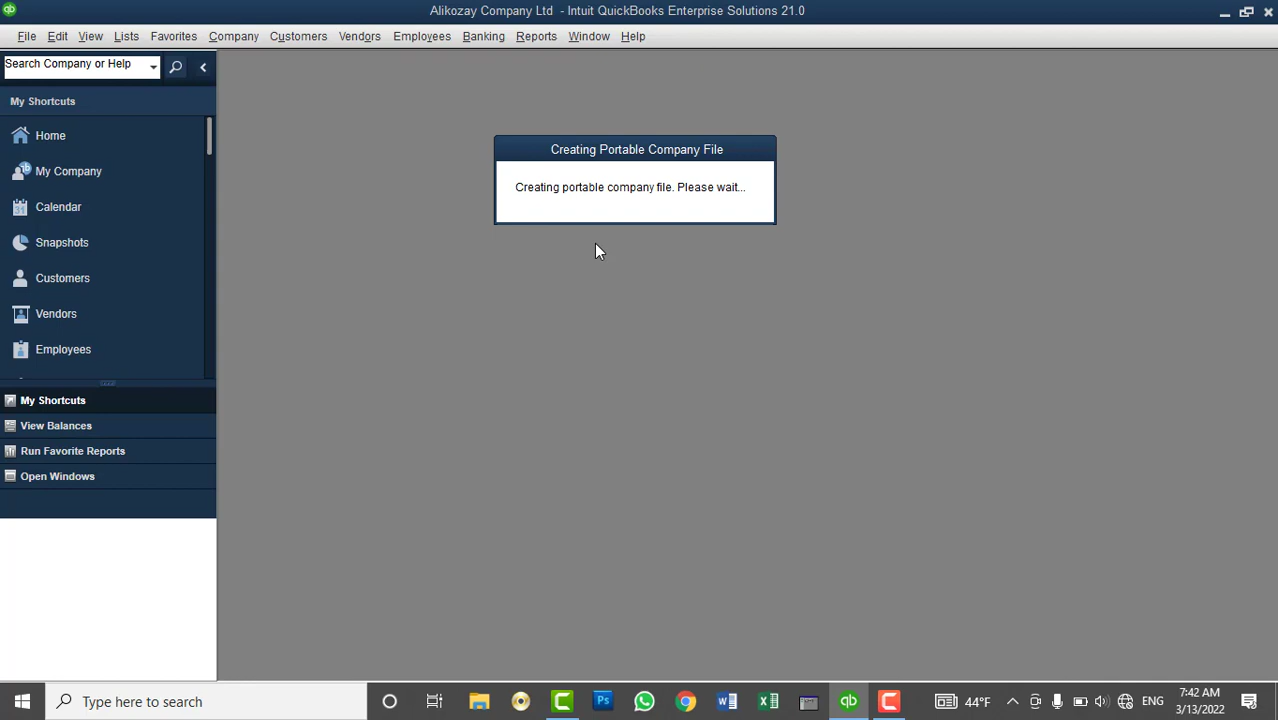 Alikozay Company Ltd - Intuit QuickBooks Enterprise Solutions 21.0
File Edit View Lists Favorites Company Customers Vendors Employees Banking Reports Window Help
Search Company or Help
My Shortcuts
Home
My Company
Calendar
Snapshots
Customers
Vendors
Employees
My Shortcuts
View Balances
Run Favorite Reports
Open Windows
Creating Portable Company File
Creating portable company file. Please wait...
Type here to search
44°F
ENG
7:42 AM
3/13/2022